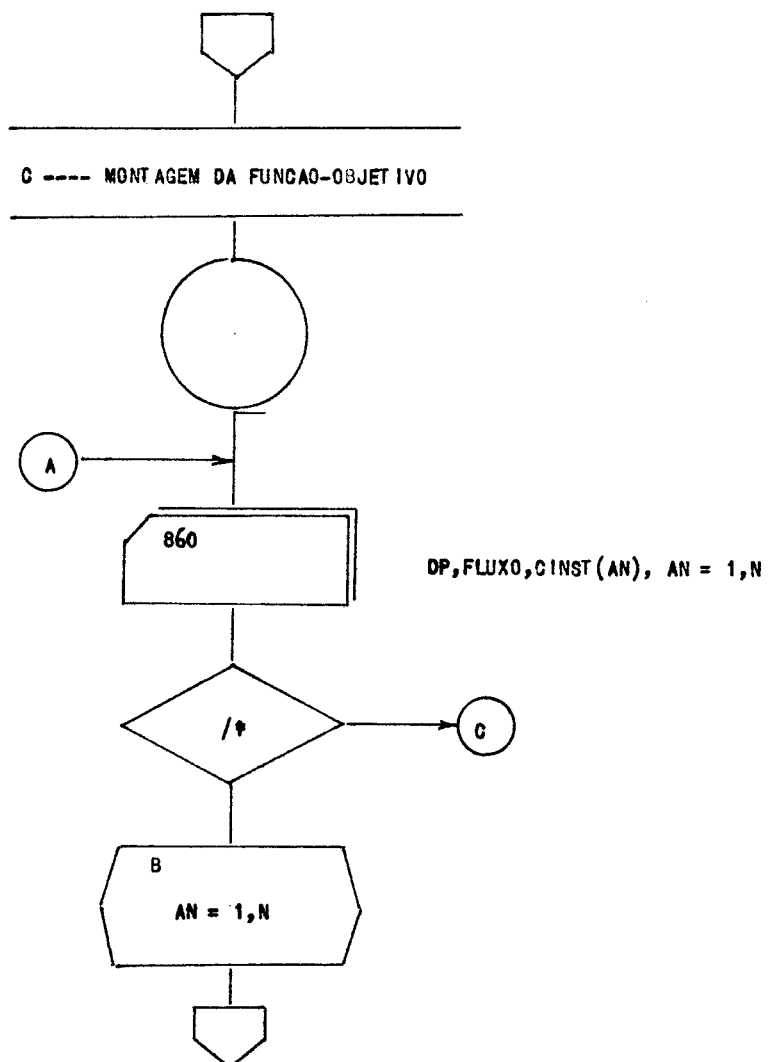 C ---- MONTAGEM DA FUNCAO-OBJETIVO
A
860
DP,FLUXO,CINST(AN), AN = 1,N
/*
C
B
AN = 1,N